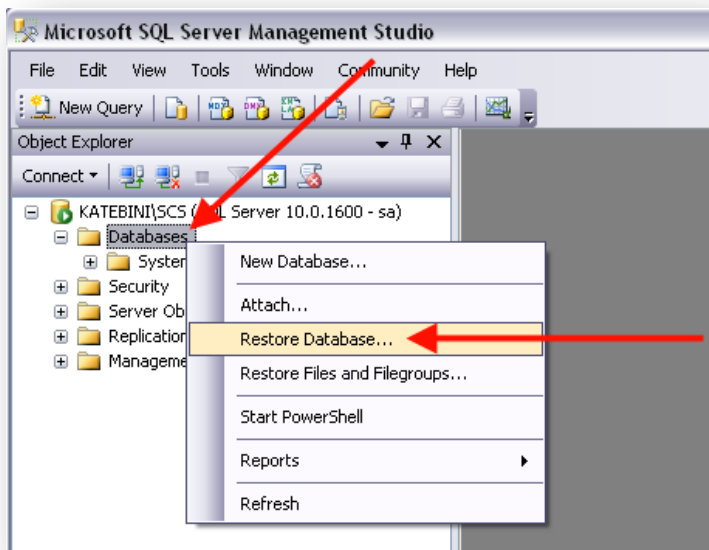 Microsoft SQL Server Management Studio
File Edit View Tools Window Community Help
New Query
Object Explorer
Connect
KATEBINI\SCS (SQL Server 10.0.1600 - sa)
Databases
System
Security
Server Ob
Replication
Manageme
New Database...
Attach...
Restore Database...
Restore Files and Filegroups...
Start PowerShell
Reports
Refresh